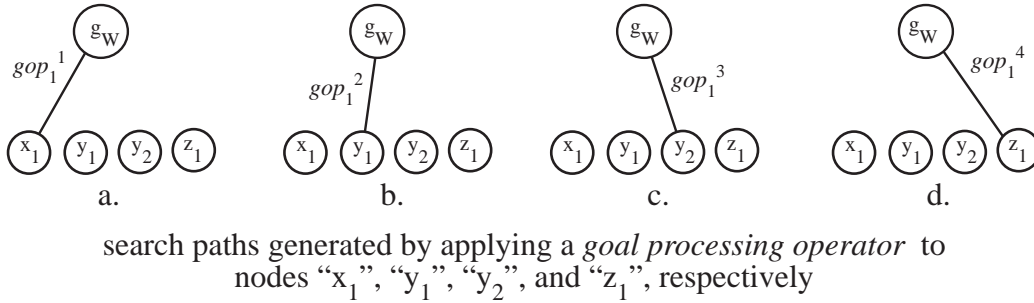 g_W g_W g_W g_W
gop_1^1 gop_1^2 gop_1^3 gop_1^4
x_1 y_1 y_2 z_1 x_1 y_1 y_2 z_1 x_1 y_1 y_2 z_1 x_1 y_1 y_2 z_1
a. b. c. d.
search paths generated by applying a goal processing operator to
nodes “x_1”, “y_1”, “y_2”, and “z_1”, respectively